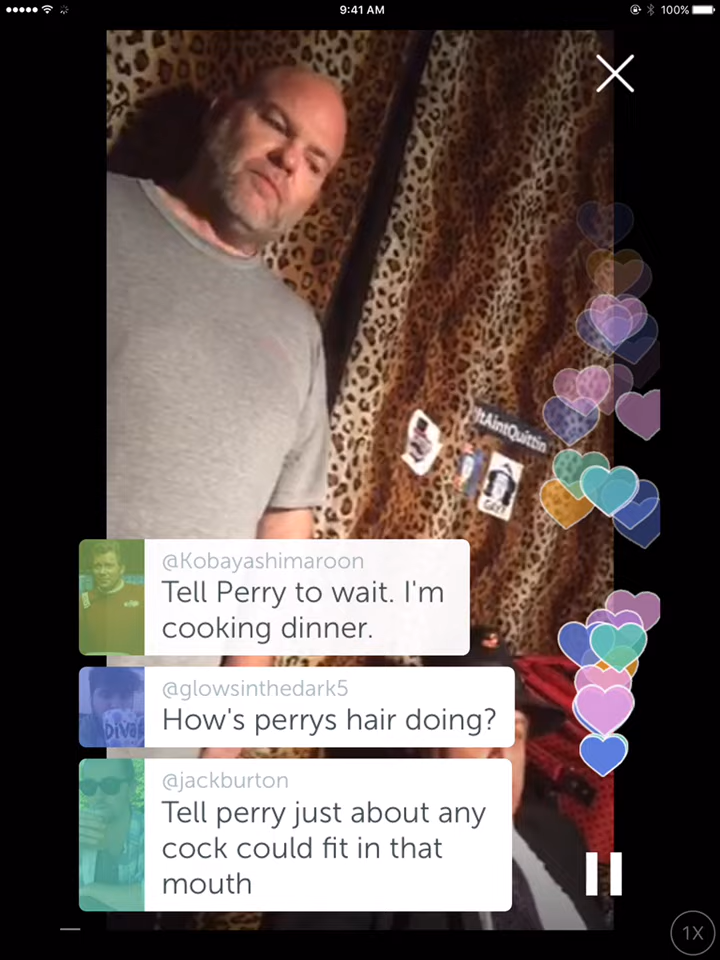 9:41 AM
100%
ItAintQuittin
@Kobayashimaroon
Tell Perry to wait. I'm
cooking dinner.
@glowsinthedark5
How's perrys hair doing?
@jackburton
Tell perry just about any
cock could fit in that
mouth
1X